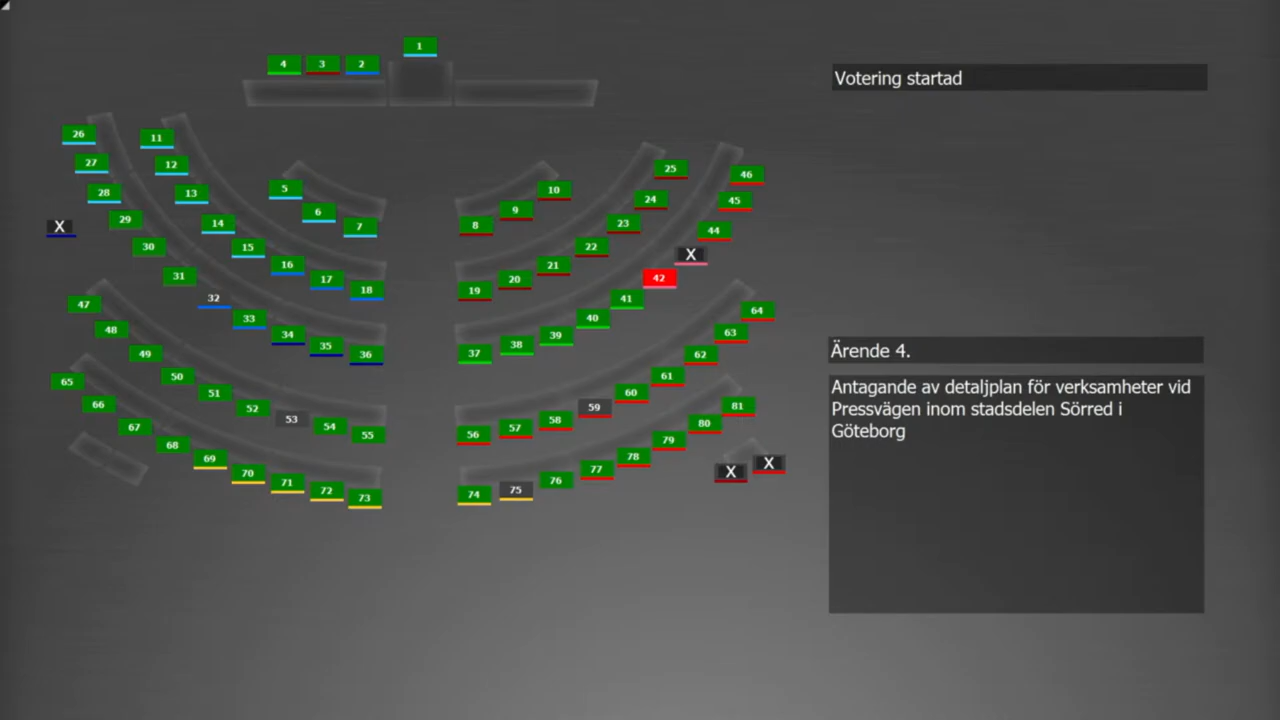 1
4 3 2
Votering startad
26 11
27 12 25 46
28 13 5 10 24 45
X 29 14 6 7 8 9 23 44
30 15 22 X
31 16 17 18 19 20 21 42
32 33 41
47 48 34 35 36 37 38 39 40 64
49 63
Ärende 4.
65 50 51 61 62
66 52 53 59 60 81
67 54 55 56 57 58 80
68 69 79
70 71 77 78 X X
72 73 74 75 76
Antagande av detaljplan för verksamheter vid
Pressvägen inom stadsdelen Sörred i
Göteborg